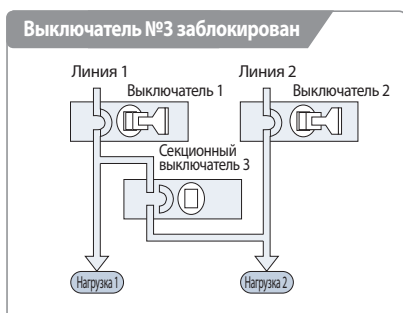 Выключатель №3 заблокирован
Линия 1
Линия 2
Выключатель 1
Выключатель 2
Секционный
выключатель 3
Нагрузка 1
Нагрузка 2